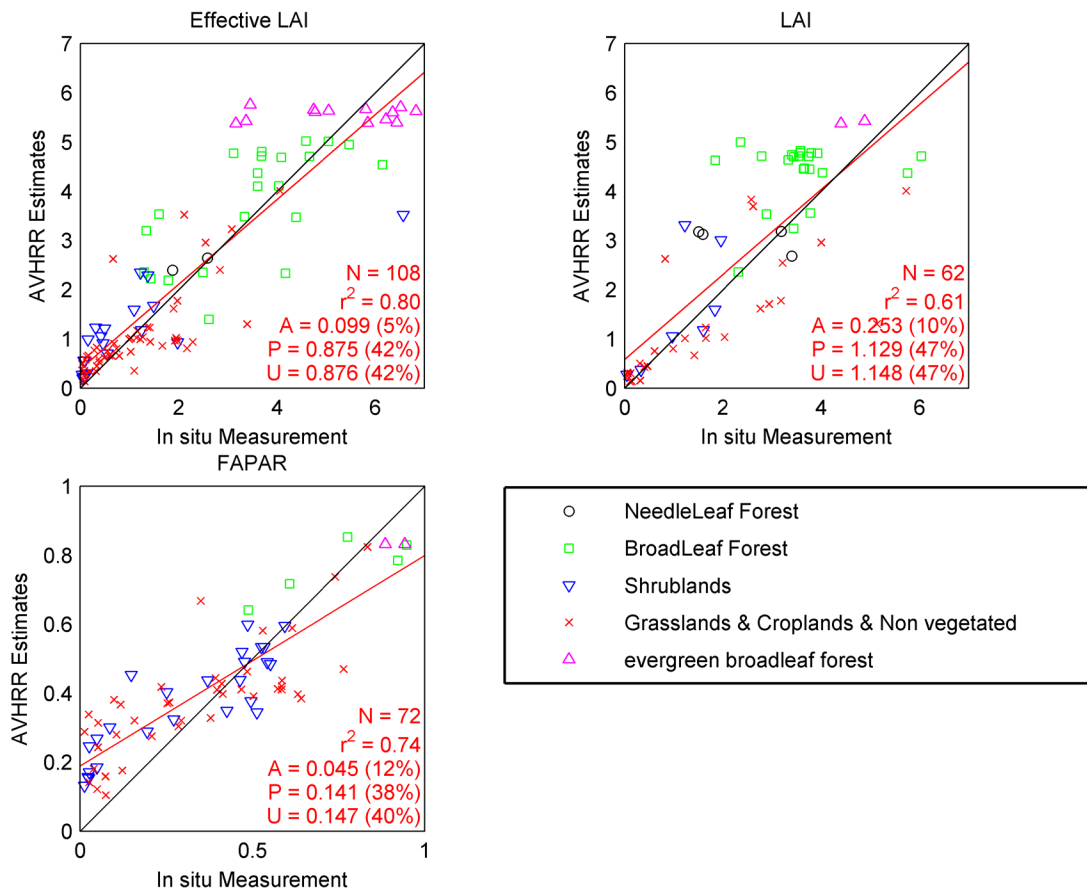 Effective LAI
7
6
5
4
3
2
1
0
AVHRR Estimates
N = 108
r² = 0.80
A = 0.099 (5%)
P = 0.875 (42%)
U = 0.876 (42%)
0 2 4 6
In situ Measurement
LAI
7
6
5
4
3
2
1
0
AVHRR Estimates
N = 62
r² = 0.61
A = 0.253 (10%)
P = 1.129 (47%)
U = 1.148 (47%)
0 2 4 6
In situ Measurement
FAPAR
1
0.8
0.6
0.4
0.2
0
AVHRR Estimates
N = 72
r² = 0.74
A = 0.045 (12%)
P = 0.141 (38%)
U = 0.147 (40%)
0 0.5 1
In situ Measurement
NeedleLeaf Forest
BroadLeaf Forest
Shrublands
Grasslands & Croplands & Non vegetated
evergreen broadleaf forest